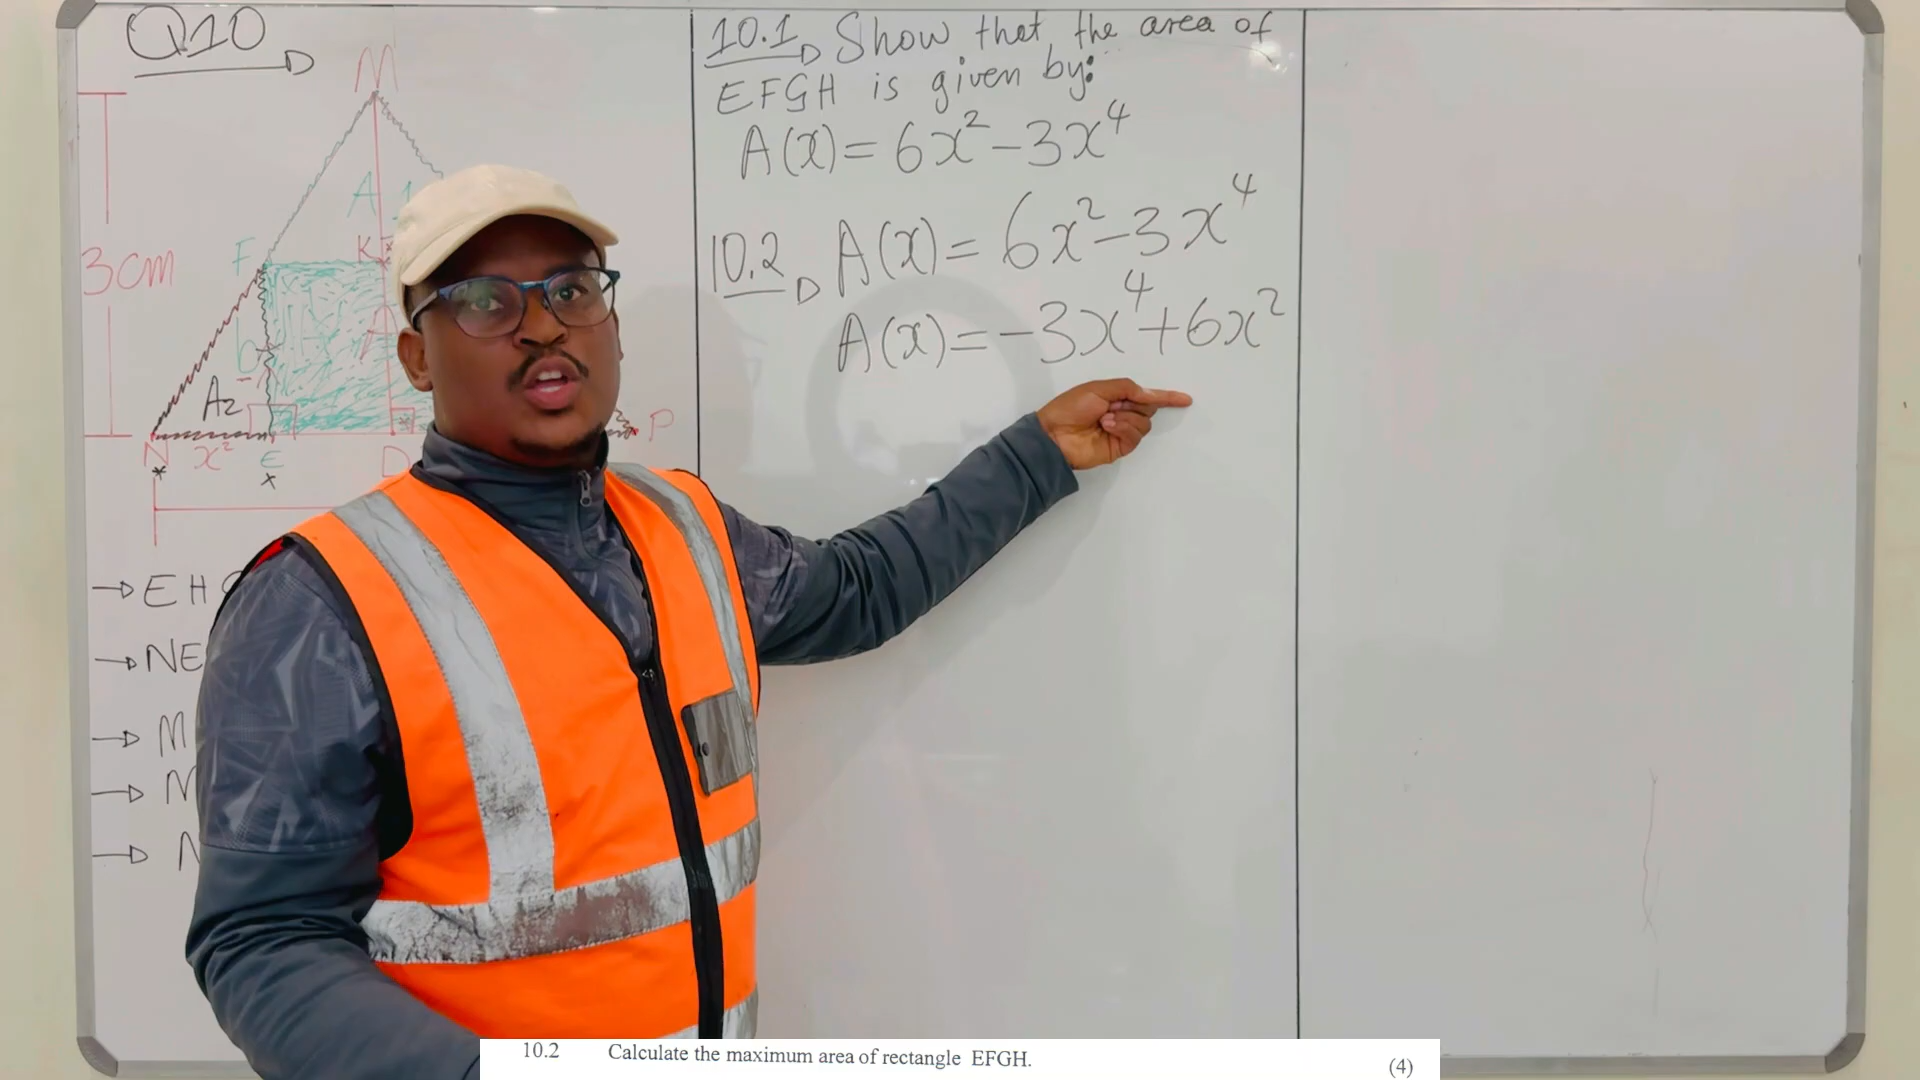 Q10
M
A 1
F K
3cm
b
A2
N x² E D P
* x
→ EH
→ NE
→ M
→
→
10.1 Show that the area of
EFGH is given by:
A(x) = 6x² - 3x⁴
10.2 A(x) = 6x² - 3x⁴
A(x) = -3x⁴ + 6x²
10.2 Calculate the maximum area of rectangle EFGH.
(4)